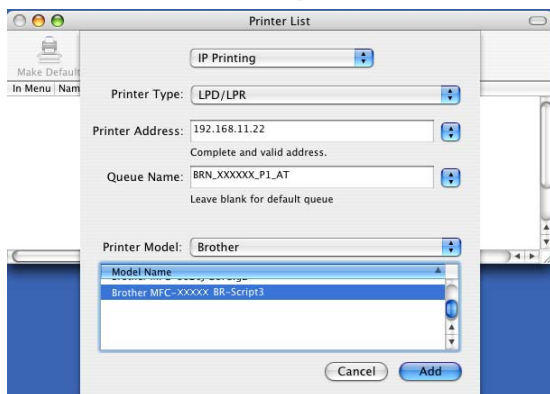 Printer List
IP Printing
Make Default
In Menu Nam
Printer Type: LPD/LPR
Printer Address: 192.168.11.22
Complete and valid address.
Queue Name: BRN_XXXXXX_P1_AT
Leave blank for default queue
Printer Model: Brother
Model Name
Brother MFC-XXXXX BR-Script3
Cancel Add